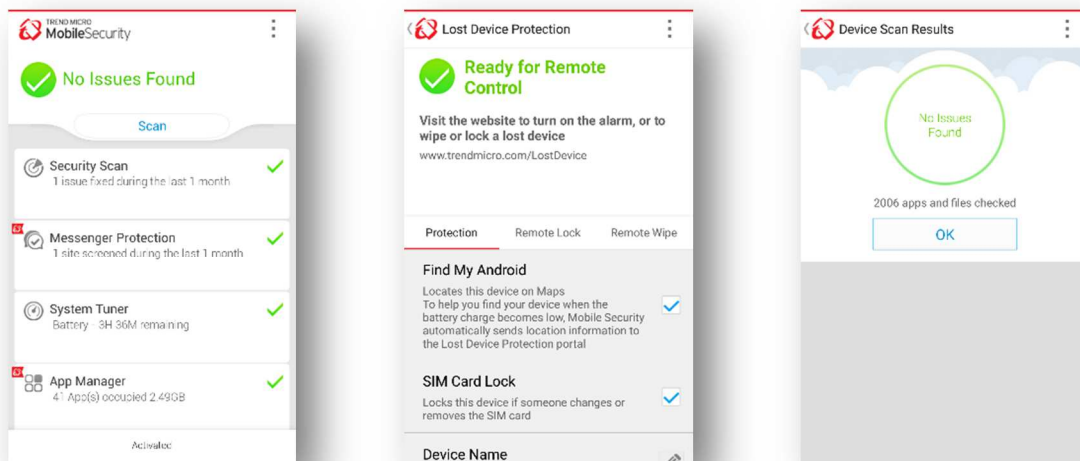 TREND MICRO
MobileSecurity
No Issues Found
Scan
Security Scan
1 issue fixed during the last 1 month
Messenger Protection
1 site screened during the last 1 month
System Tuner
Battery - 3H 36M remaining
App Manager
41 App(s) occupied 2.49GB
Activated
Lost Device Protection
Ready for Remote
Control
Visit the website to turn on the alarm, or to
wipe or lock a lost device
www.trendmicro.com/LostDevice
Protection
Remote Lock
Remote Wipe
Find My Android
Locates this device on Maps
To help you find your device when the
battery charge becomes low, Mobile Security
automatically sends location information to
the Lost Device Protection portal
SIM Card Lock
Locks this device if someone changes or
removes the SIM card
Device Name
Device Scan Results
No Issues
Found
2006 apps and files checked
OK